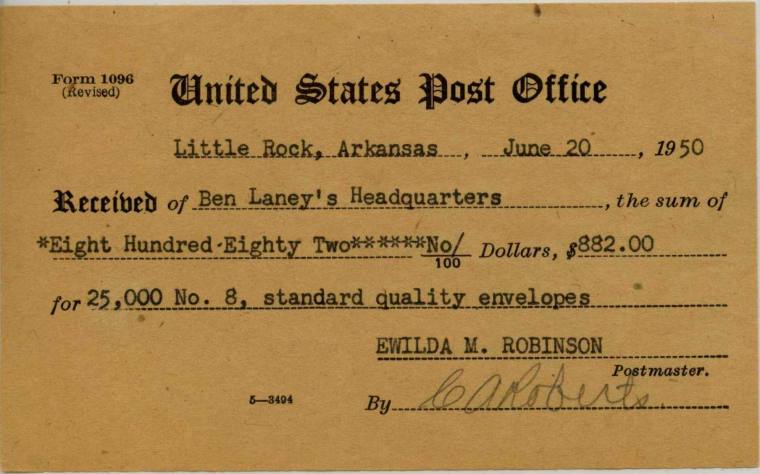 Form 1096
(Revised)
United States Post Office
Little Rock, Arkansas, June 20, 1950
Received of Ben Laney's Headquarters, the sum of
*Eight Hundred-Eighty Two******No/100 Dollars, $882.00
for 25,000 No. 8, standard quality envelopes
EWILDA M. ROBINSON
Postmaster.
5—3494 By C A Roberts.